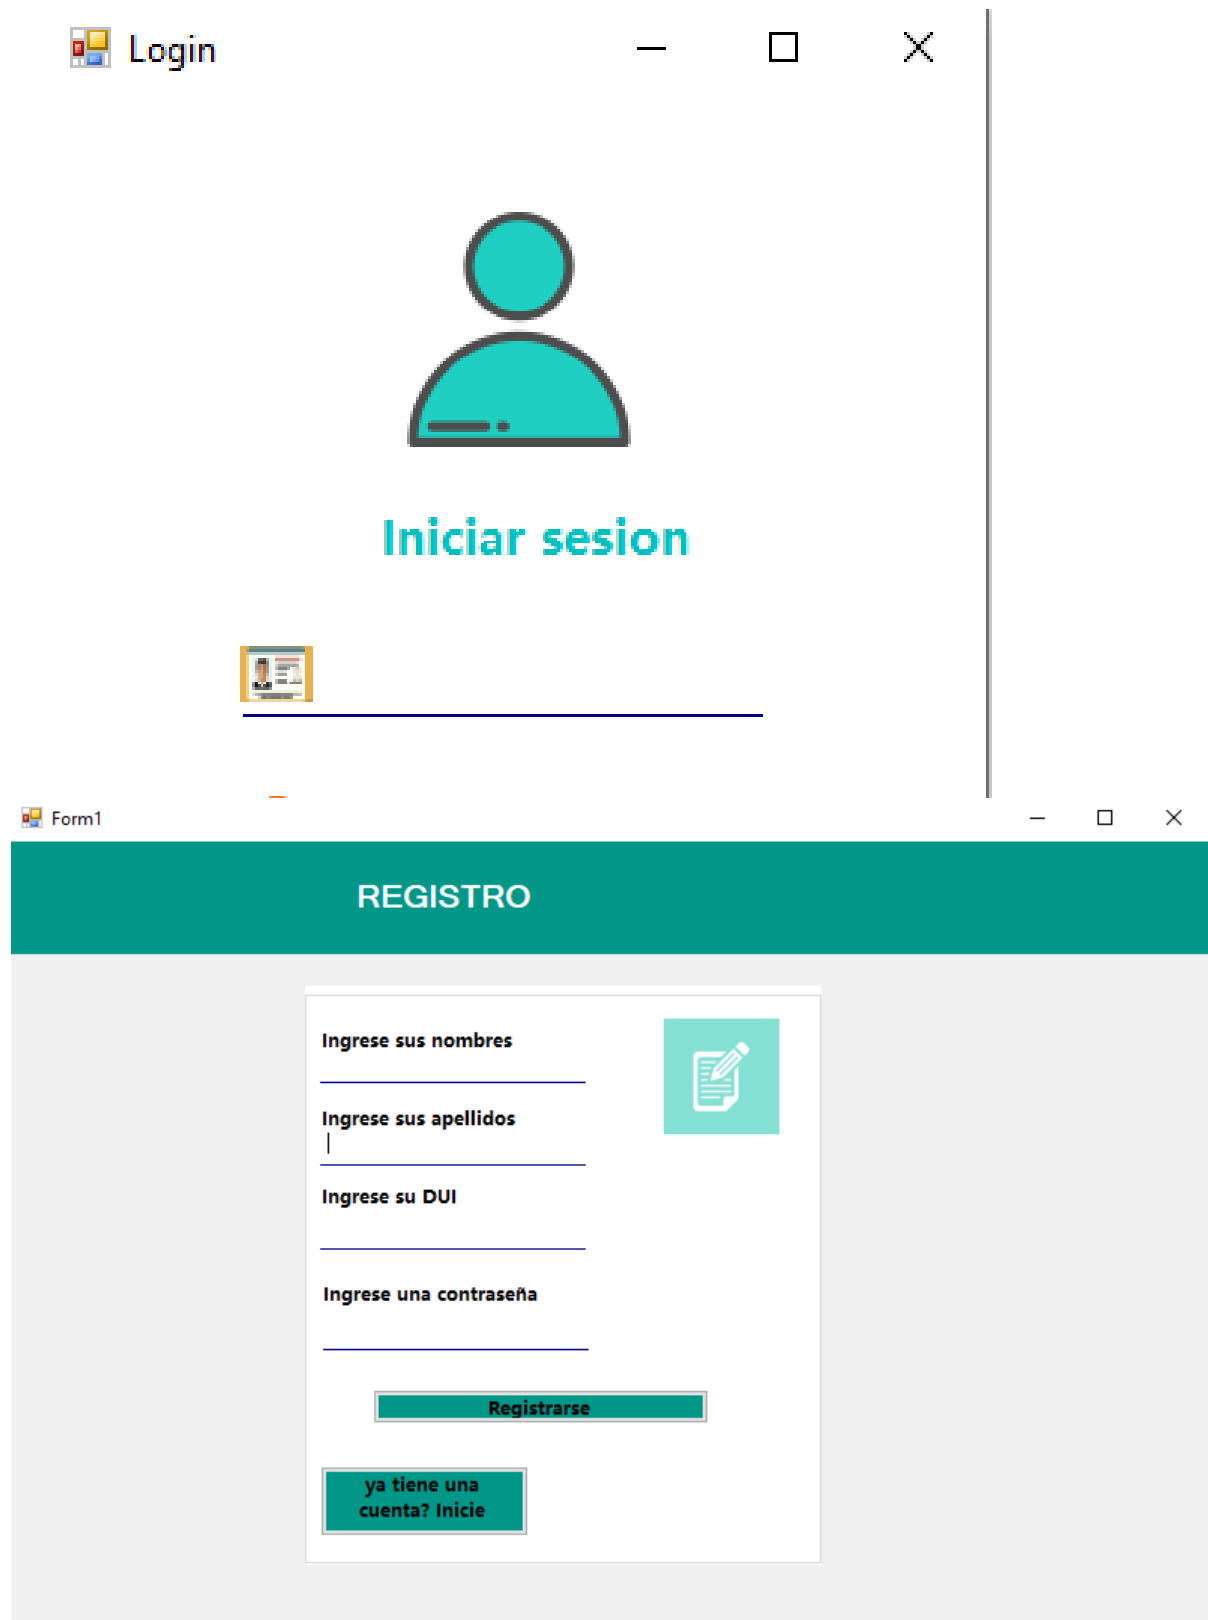 Login
Iniciar sesion
Form1
REGISTRO
Ingrese sus nombres
Ingrese sus apellidos
Ingrese su DUI
Ingrese una contraseña
Registrarse
ya tiene una
cuenta? Inicie